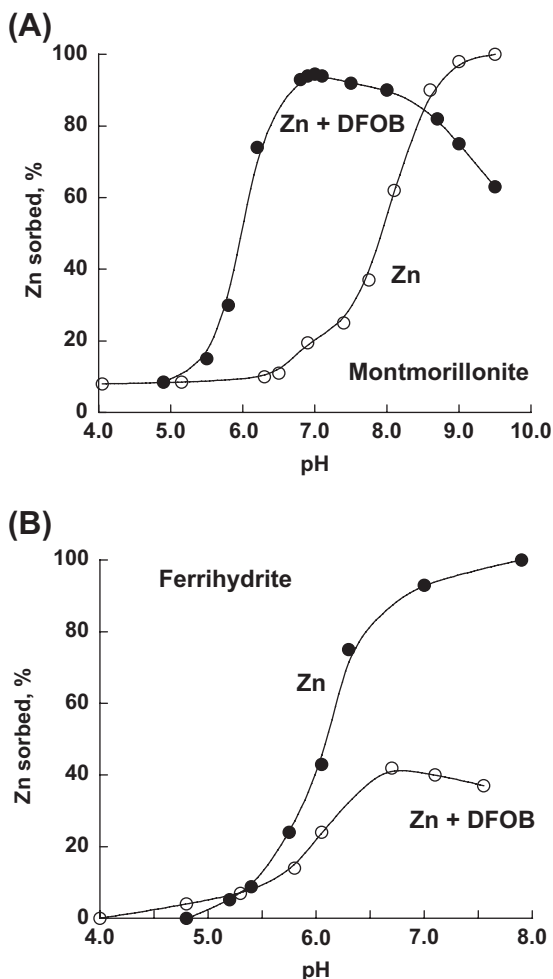 (A)
100
80
60
40
20
0
Zn sorbed, %
Zn + DFOB
Zn
Montmorillonite
4.0 5.0 6.0 7.0 8.0 9.0 10.0
pH
(B)
100
80
60
40
20
0
Zn sorbed, %
Ferrihydrite
Zn
Zn + DFOB
4.0 5.0 6.0 7.0 8.0
pH